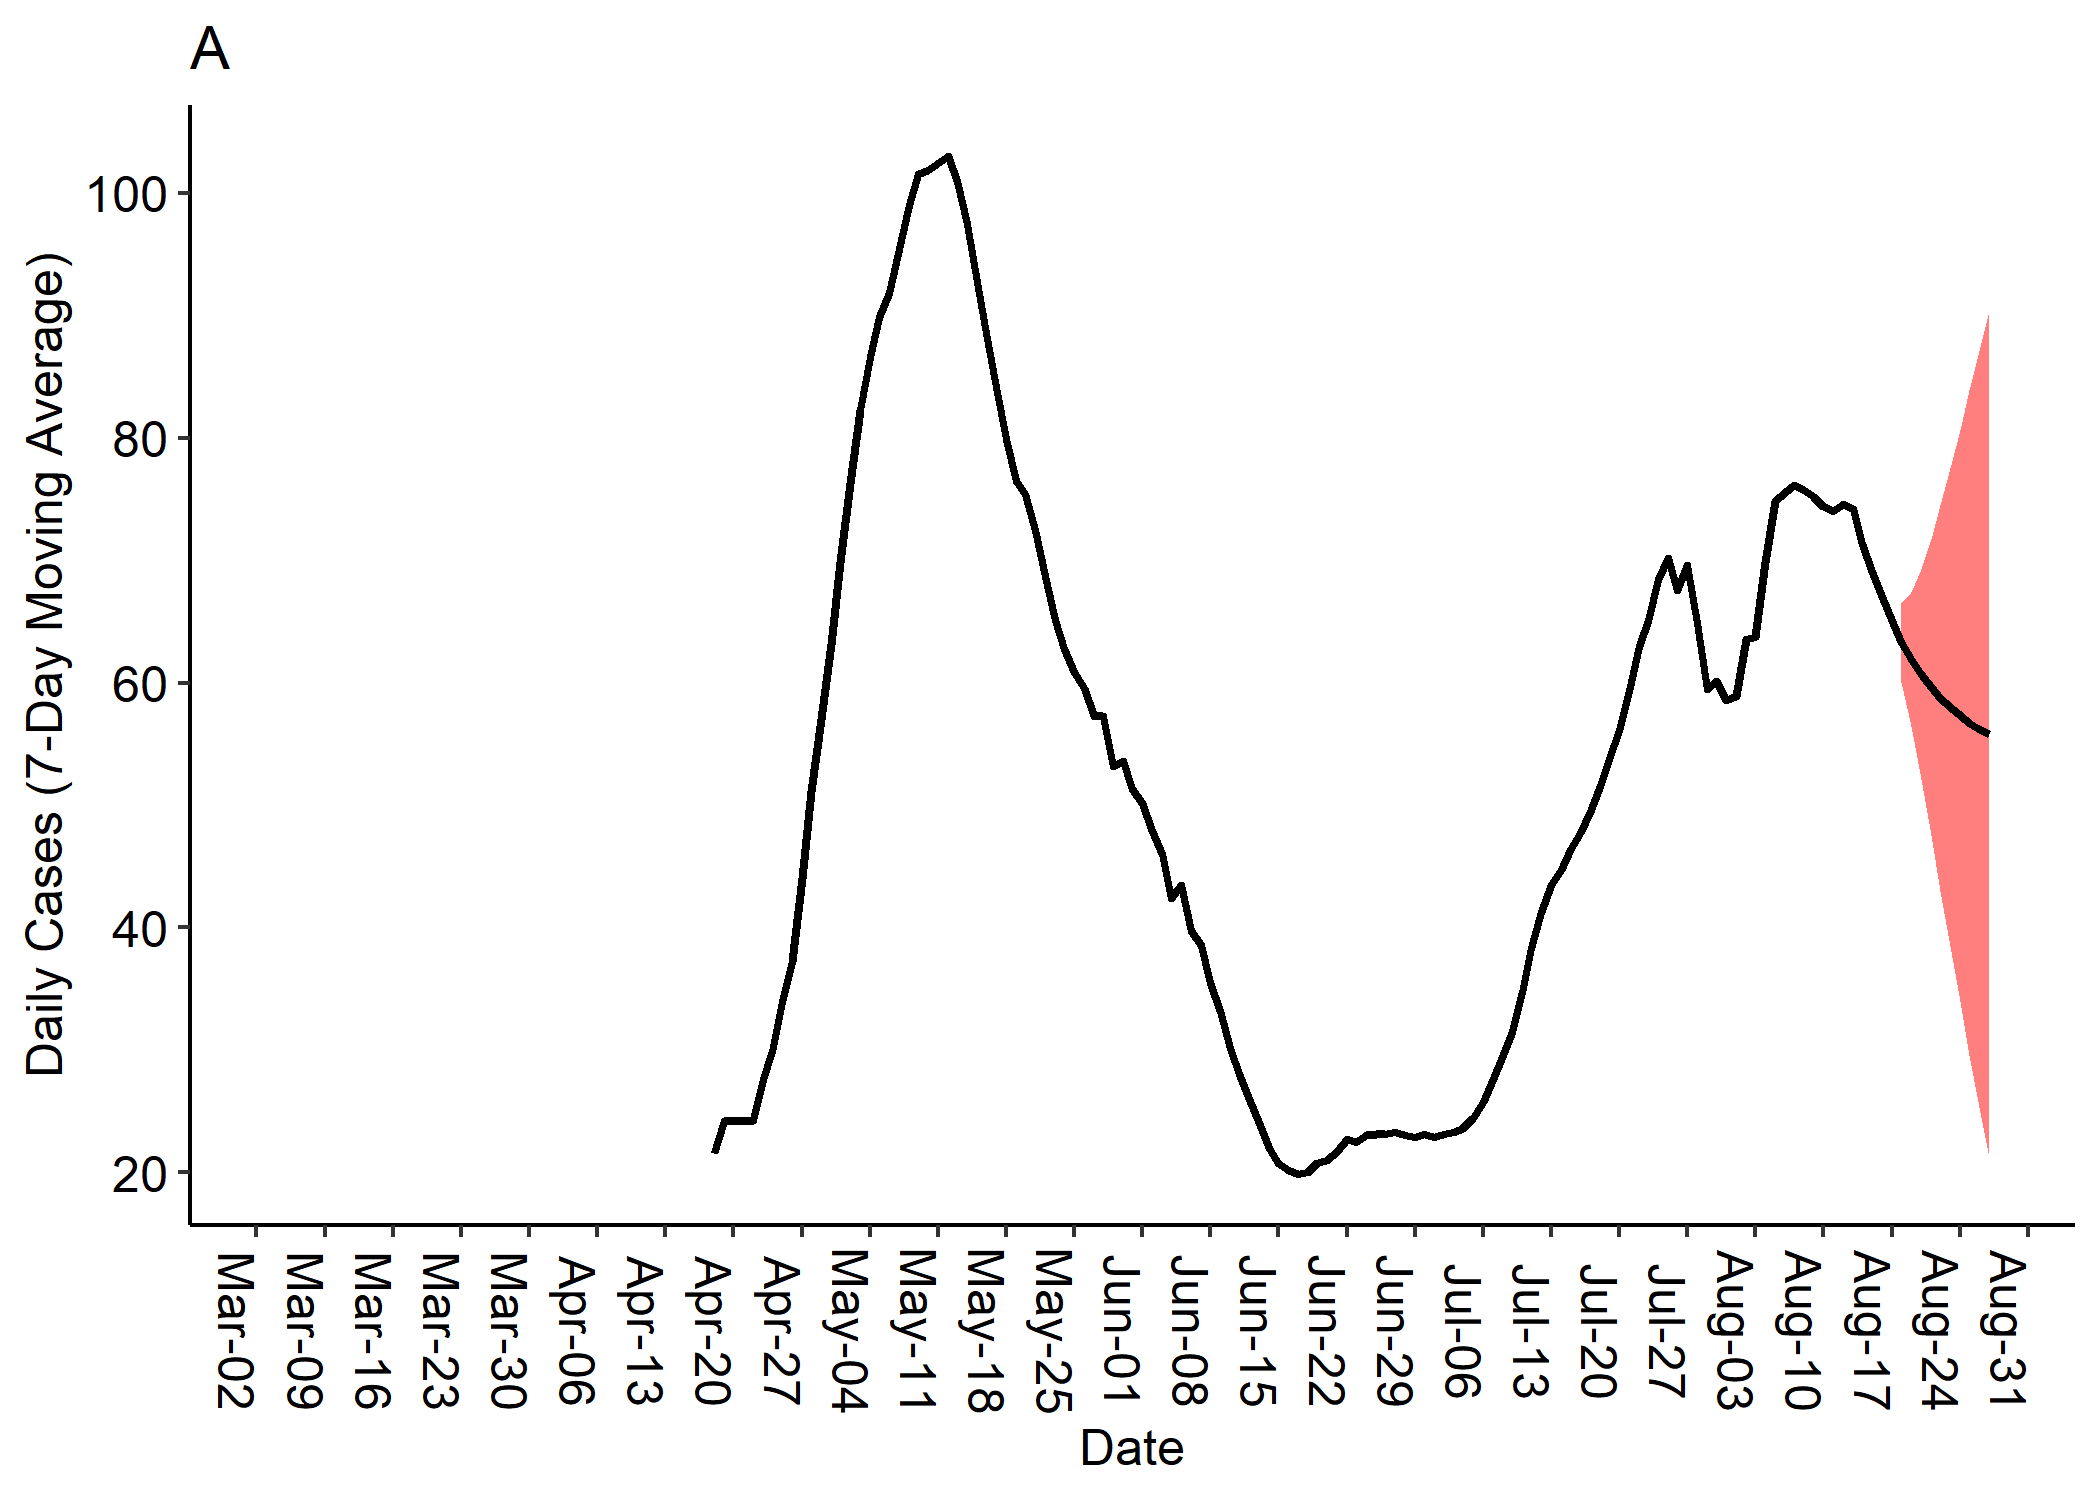 A
Daily Cases (7-Day Moving Average)
100
80
60
40
20
Mar-02
Mar-09
Mar-16
Mar-23
Mar-30
Apr-06
Apr-13
Apr-20
Apr-27
May-04
May-11
May-18
May-25
Jun-01
Jun-08
Jun-15
Jun-22
Jun-29
Jul-06
Jul-13
Jul-20
Jul-27
Aug-03
Aug-10
Aug-17
Aug-24
Aug-31
Date